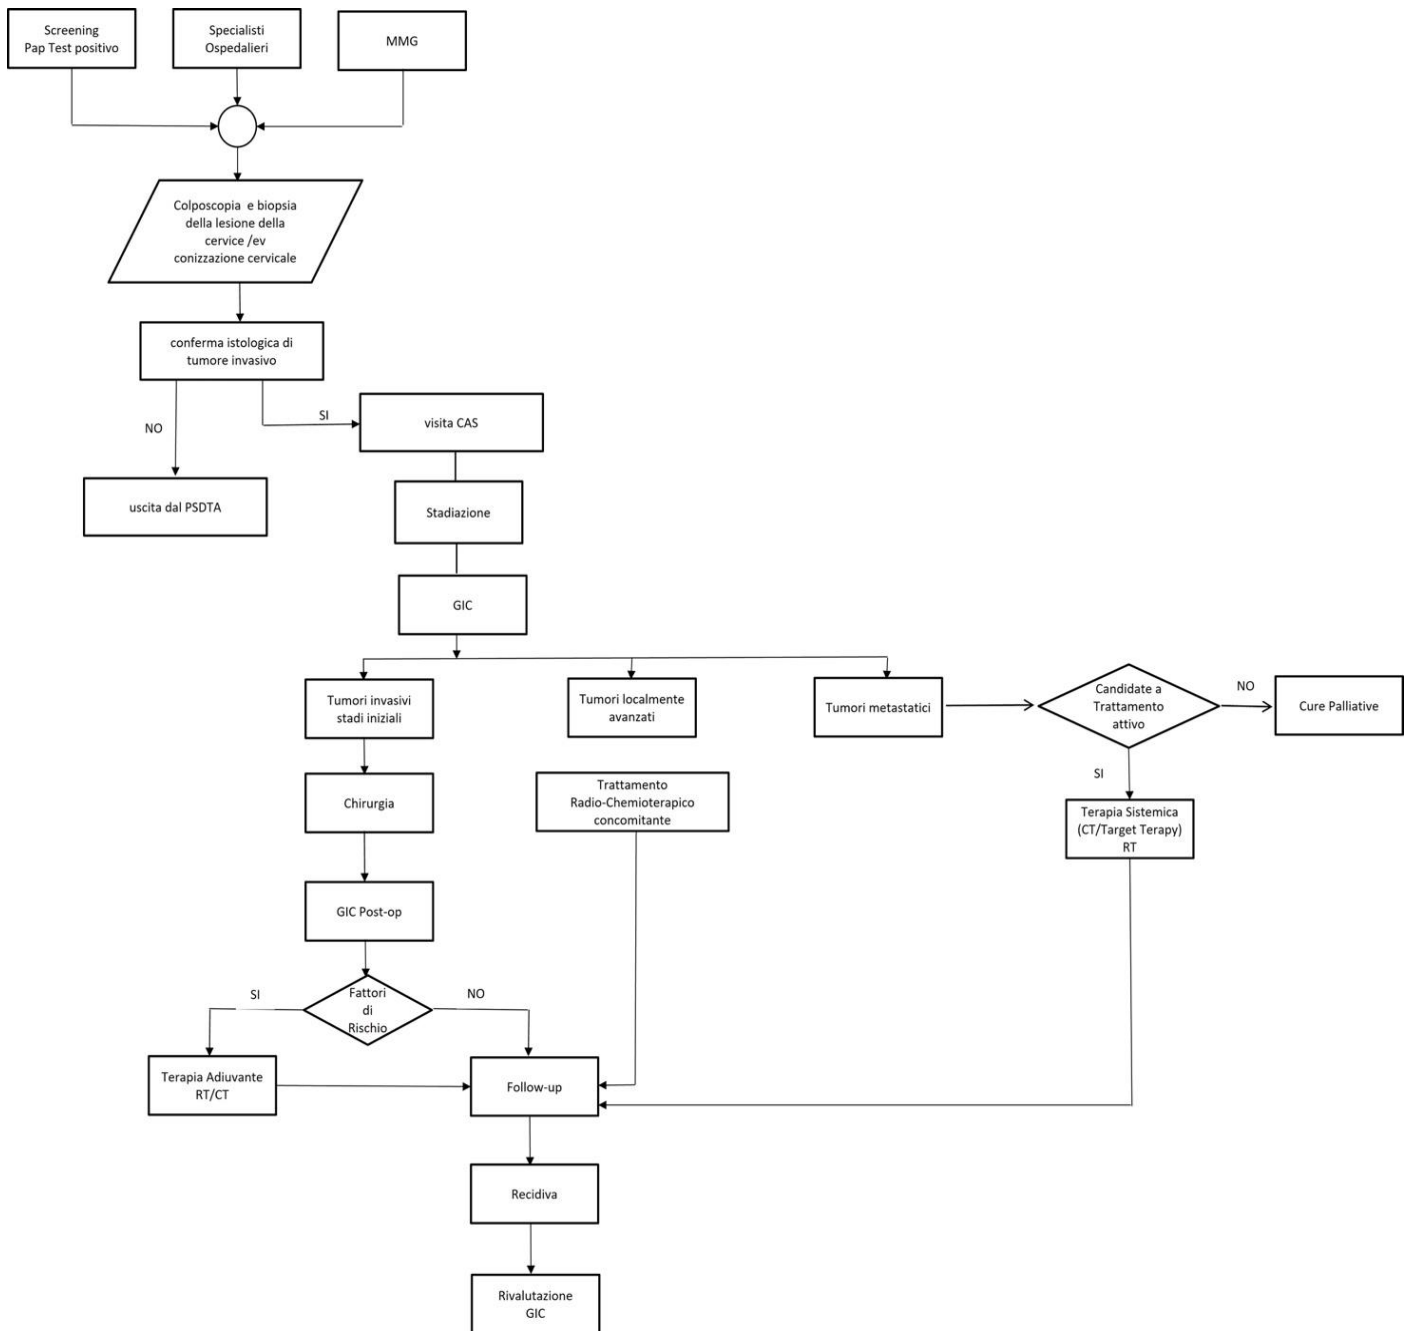 Screening
Pap Test positivo
Specialisti
Ospedalieri
MMG
Colposcopia e biopsia
della lesione della
cervice /ev
conizzazione cervicale
conferma istologica di
tumore invasivo
NO
SI
visita CAS
uscita dal PSDTA
Stadiazione
GIC
Tumori invasivi
stadi iniziali
Tumori localmente
avanzati
Tumori metastatici
Candidate a
Trattamento
attivo
NO
Cure Palliative
SI
Chirurgia
Trattamento
Radio-Chemioterapico
concomitante
Terapia Sistemica
(CT/Target Terapy)
RT
GIC Post-op
Fattori
di
Rischio
SI
NO
Terapia Adiuvante
RT/CT
Follow-up
Recidiva
Rivalutazione
GIC